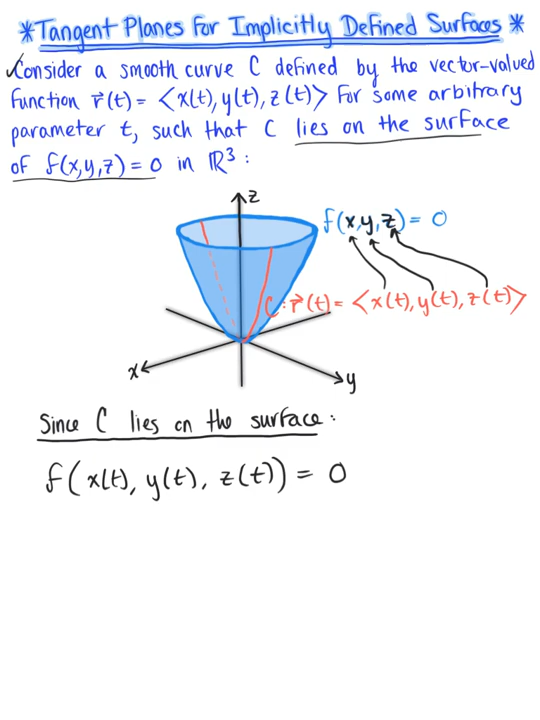 *Tangent Planes For Implicitly Defined Surfaces*
✓Consider a smooth curve C defined by the vector-valued
function r⃗(t) = ⟨x(t), y(t), z(t)⟩ for some arbitrary
parameter t, such that C lies on the surface
of f(x,y,z) = 0 in ℝ³:
z
f(x,y,z) = 0
C: r⃗(t) = ⟨x(t), y(t), z(t)⟩
x
y
Since C lies on the surface:
f(x(t), y(t), z(t)) = 0